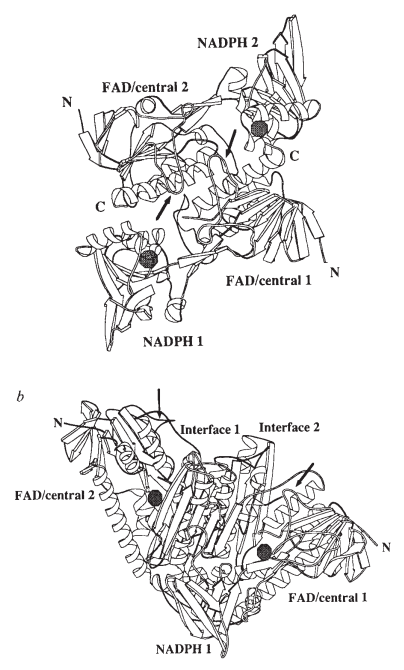 NADPH 2
FAD/central 2
N
C
C
N
FAD/central 1
NADPH 1
b
N
Interface 1
Interface 2
FAD/central 2
N
FAD/central 1
NADPH 1